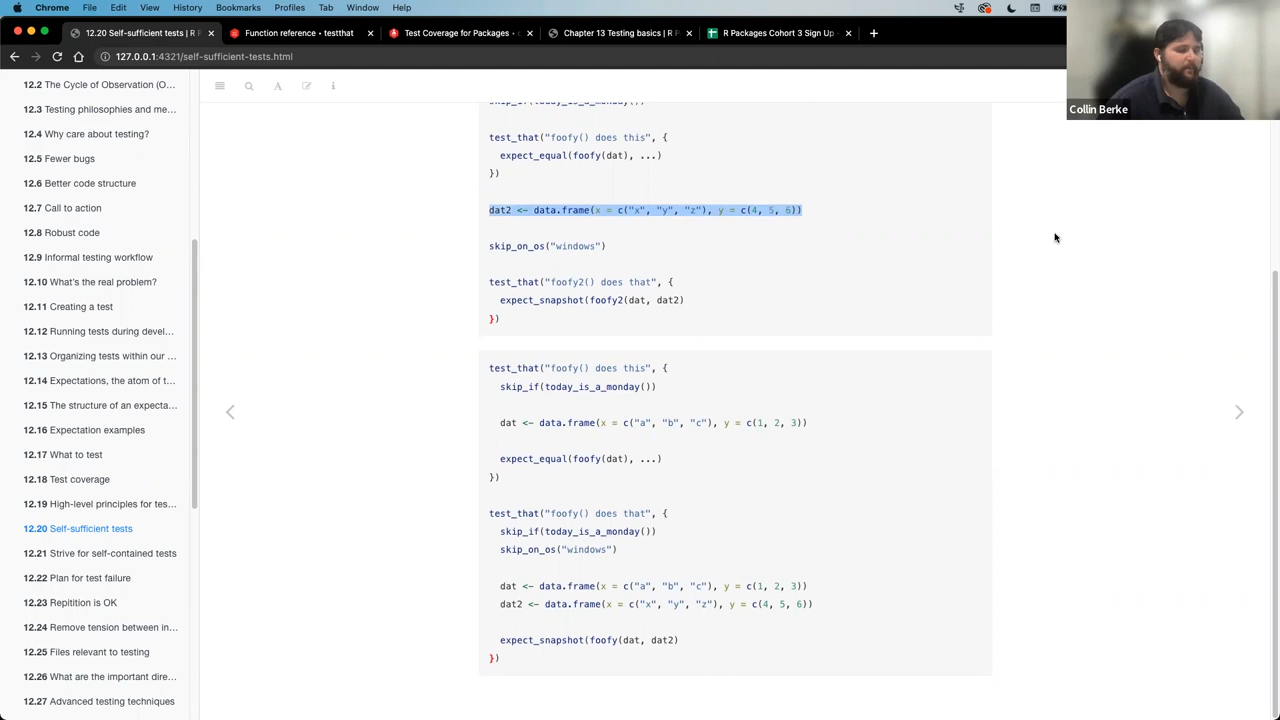 Chrome File Edit View History Bookmarks Profiles Tab Window Help
12.20 Self-sufficient tests | R P
Function reference • testthat
Test Coverage for Packages • c
Chapter 13 Testing basics | R P
R Packages Cohort 3 Sign Up -
127.0.0.1:4321/self-sufficient-tests.html
Collin Berke
12.2 The Cycle of Observation (O...
12.3 Testing philosophies and me...
12.4 Why care about testing?
12.5 Fewer bugs
12.6 Better code structure
12.7 Call to action
12.8 Robust code
12.9 Informal testing workflow
12.10 What's the real problem?
12.11 Creating a test
12.12 Running tests during devel...
12.13 Organizing tests within our ...
12.14 Expectations, the atom of t...
12.15 The structure of an expecta...
12.16 Expectation examples
12.17 What to test
12.18 Test coverage
12.19 High-level principles for tes...
12.20 Self-sufficient tests
12.21 Strive for self-contained tests
12.22 Plan for test failure
12.23 Repitition is OK
12.24 Remove tension between in...
12.25 Files relevant to testing
12.26 What are the important dire...
12.27 Advanced testing techniques
skip_if(today_is_a_monday())
test_that("foofy() does this", {
expect_equal(foofy(dat), ...)
})
dat2 <- data.frame(x = c("x", "y", "z"), y = c(4, 5, 6))
skip_on_os("windows")
test_that("foofy2() does that", {
expect_snapshot(foofy2(dat, dat2)
})
test_that("foofy() does this", {
skip_if(today_is_a_monday())
dat <- data.frame(x = c("a", "b", "c"), y = c(1, 2, 3))
expect_equal(foofy(dat), ...)
})
test_that("foofy() does that", {
skip_if(today_is_a_monday())
skip_on_os("windows")
dat <- data.frame(x = c("a", "b", "c"), y = c(1, 2, 3))
dat2 <- data.frame(x = c("x", "y", "z"), y = c(4, 5, 6))
expect_snapshot(foofy(dat, dat2)
})